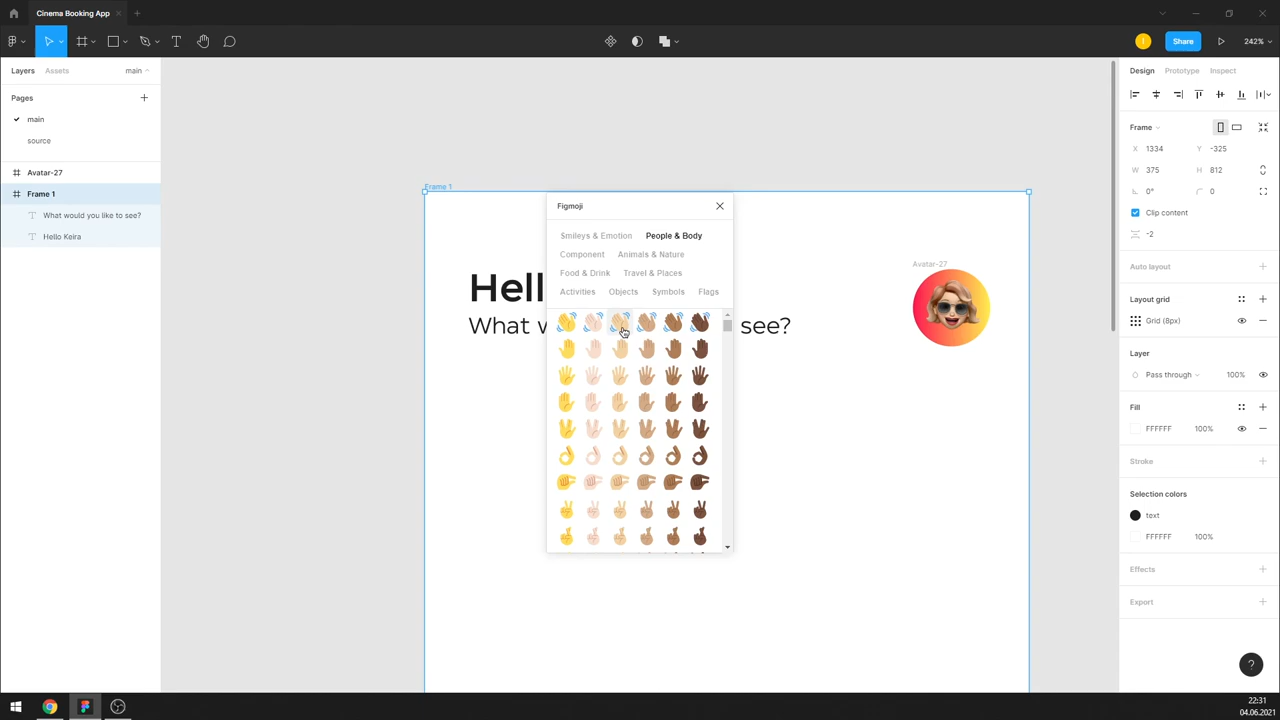 Cinema Booking App
Share
242%
Layers
Assets
main
Design
Prototype
Inspect
Pages
main
source
Avatar-27
Frame 1
What would you like to see?
Hello Keira
Frame 1
Figmoji
Smileys & Emotion
People & Body
Component
Animals & Nature
Food & Drink
Travel & Places
Activities
Objects
Symbols
Flags
Hell
What w
see?
Avatar-27
Frame
X 1334
Y -325
W 375
H 812
0°
0
Clip content
-2
Auto layout
Layout grid
Grid (8px)
Layer
Pass through
100%
Fill
FFFFFF
100%
Stroke
Selection colors
text
FFFFFF
100%
Effects
Export
?
22:31
04.06.2021